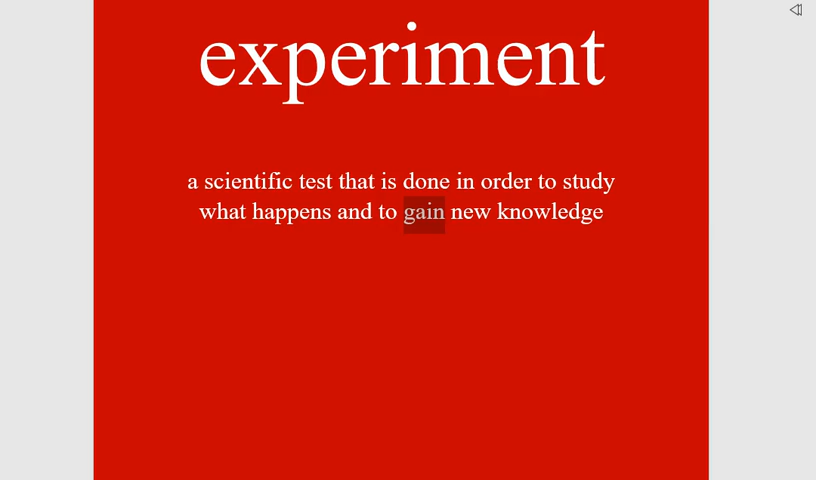 experiment
a scientific test that is done in order to study
what happens and to gain new knowledge